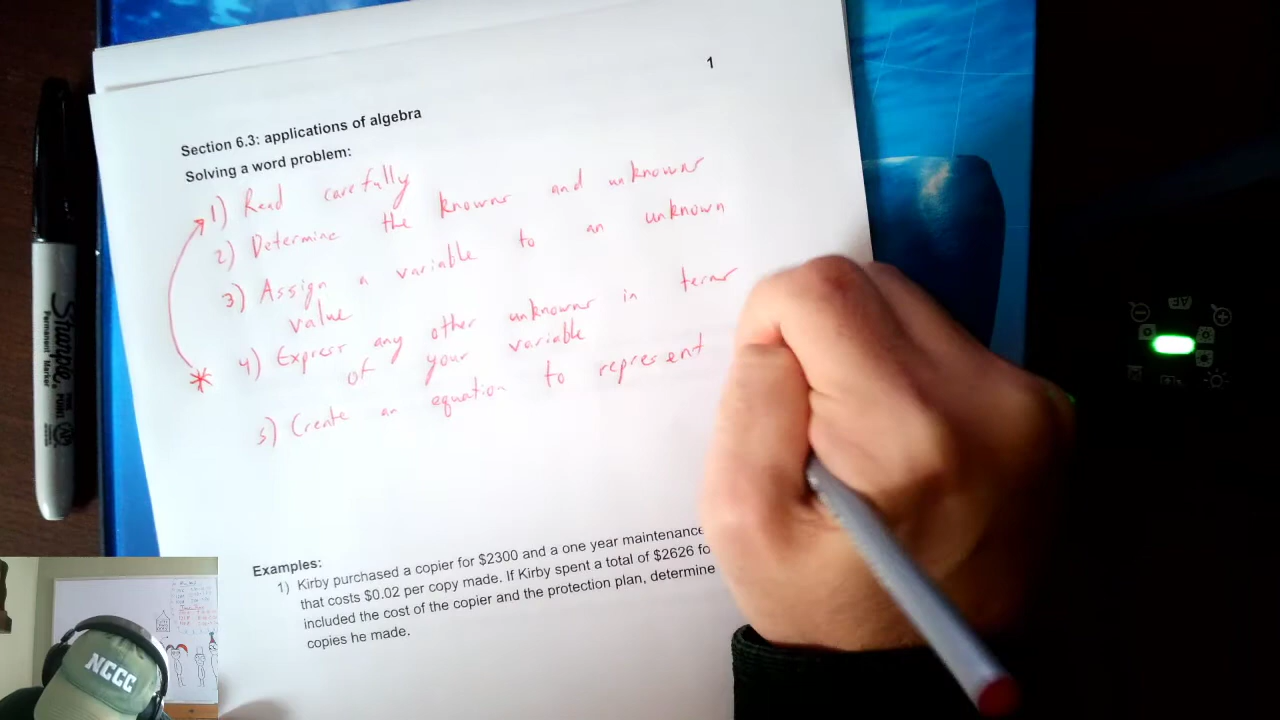 1
Section 6.3: applications of algebra
Solving a word problem:
1) Read carefully
2) Determine the knowns and unknowns
3) Assign a variable to an unknown
value
4) Express any other unknowns in terms
of your variable
5) Create an equation to represent
Examples:
1) Kirby purchased a copier for $2300 and a one year maintenance
that costs $0.02 per copy made. If Kirby spent a total of $2626 fo
included the cost of the copier and the protection plan, determine
copies he made.
Sharpie
Permanent Marker
NCCC
AF